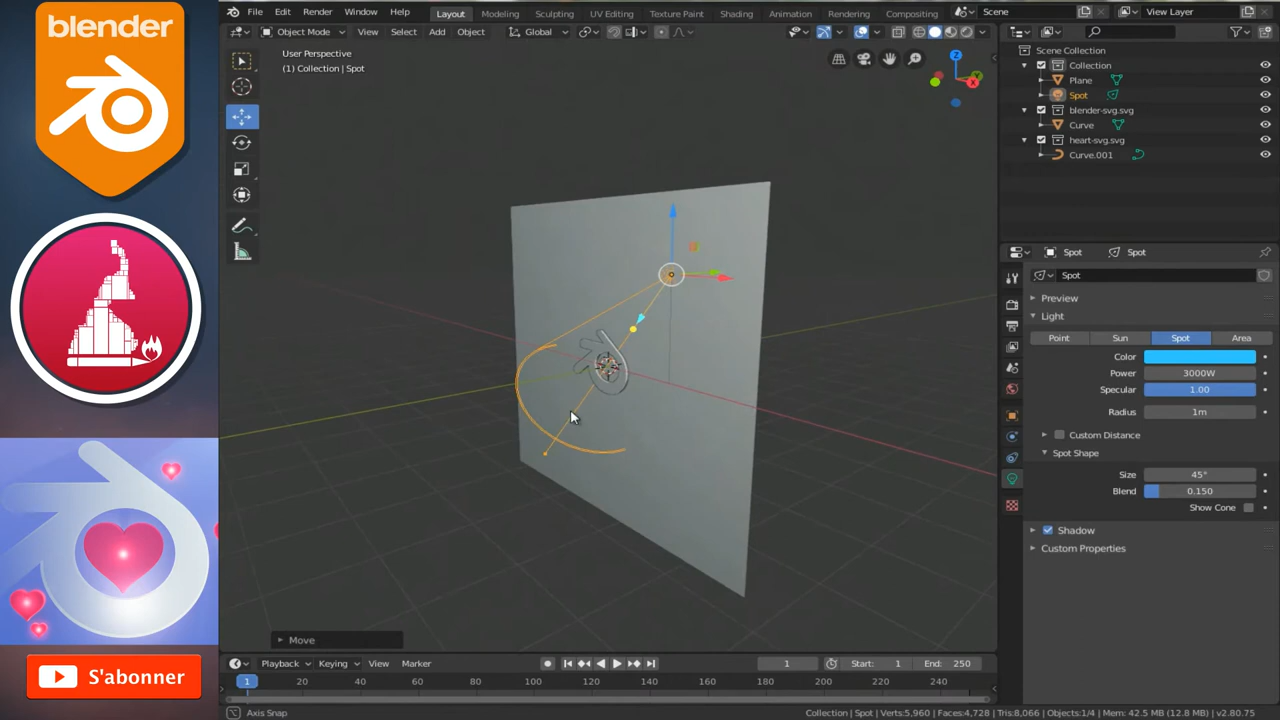 blender
S'abonner
File Edit Render Window Help
Layout Modeling Sculpting UV Editing Texture Paint Shading Animation Rendering Compositing
Scene
View Layer
Object Mode View Select Add Object
Global
User Perspective
(1) Collection | Spot
Z
Y
X
Move
Scene Collection
Collection
Plane
Spot
blender-svg.svg
Curve
heart-svg.svg
Curve.001
Spot
Spot
Spot
Preview
Light
Point Sun Spot Area
Color
Power 3000W
Specular 1.00
Radius 1m
Custom Distance
Spot Shape
Size 45°
Blend 0.150
Show Cone
Shadow
Custom Properties
Playback Keying View Marker
1
Start: 1
End: 250
1 20 40 60 80 100 120 140 160 180 200 220 240
Axis Snap
Collection | Spot | Verts:5,960 | Faces:4,728 | Tris:8,066 | Objects:1/4 | Mem: 42.5 MB (12.8 MB) | v2.80.75